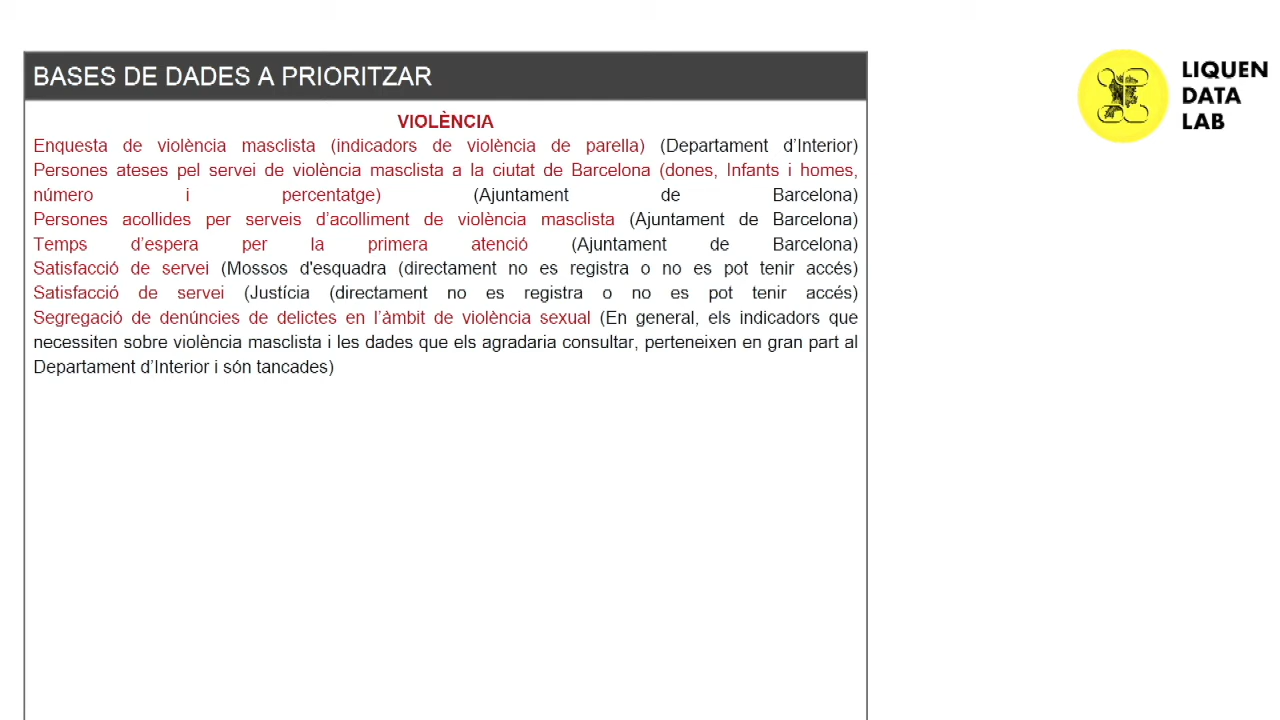 BASES DE DADES A PRIORITZAR
LIQUEN
DATA
LAB
VIOLÈNCIA
Enquesta de violència masclista (indicadors de violència de parella) (Departament d’Interior)
Persones ateses pel servei de violència masclista a la ciutat de Barcelona (dones, Infants i homes,
número i percentatge) (Ajuntament de Barcelona)
Persones acollides per serveis d’acolliment de violència masclista (Ajuntament de Barcelona)
Temps d’espera per la primera atenció (Ajuntament de Barcelona)
Satisfacció de servei (Mossos d'esquadra (directament no es registra o no es pot tenir accés)
Satisfacció de servei (Justícia (directament no es registra o no es pot tenir accés)
Segregació de denúncies de delictes en l’àmbit de violència sexual (En general, els indicadors que
necessiten sobre violència masclista i les dades que els agradaria consultar, perteneixen en gran part al
Departament d’Interior i són tancades)